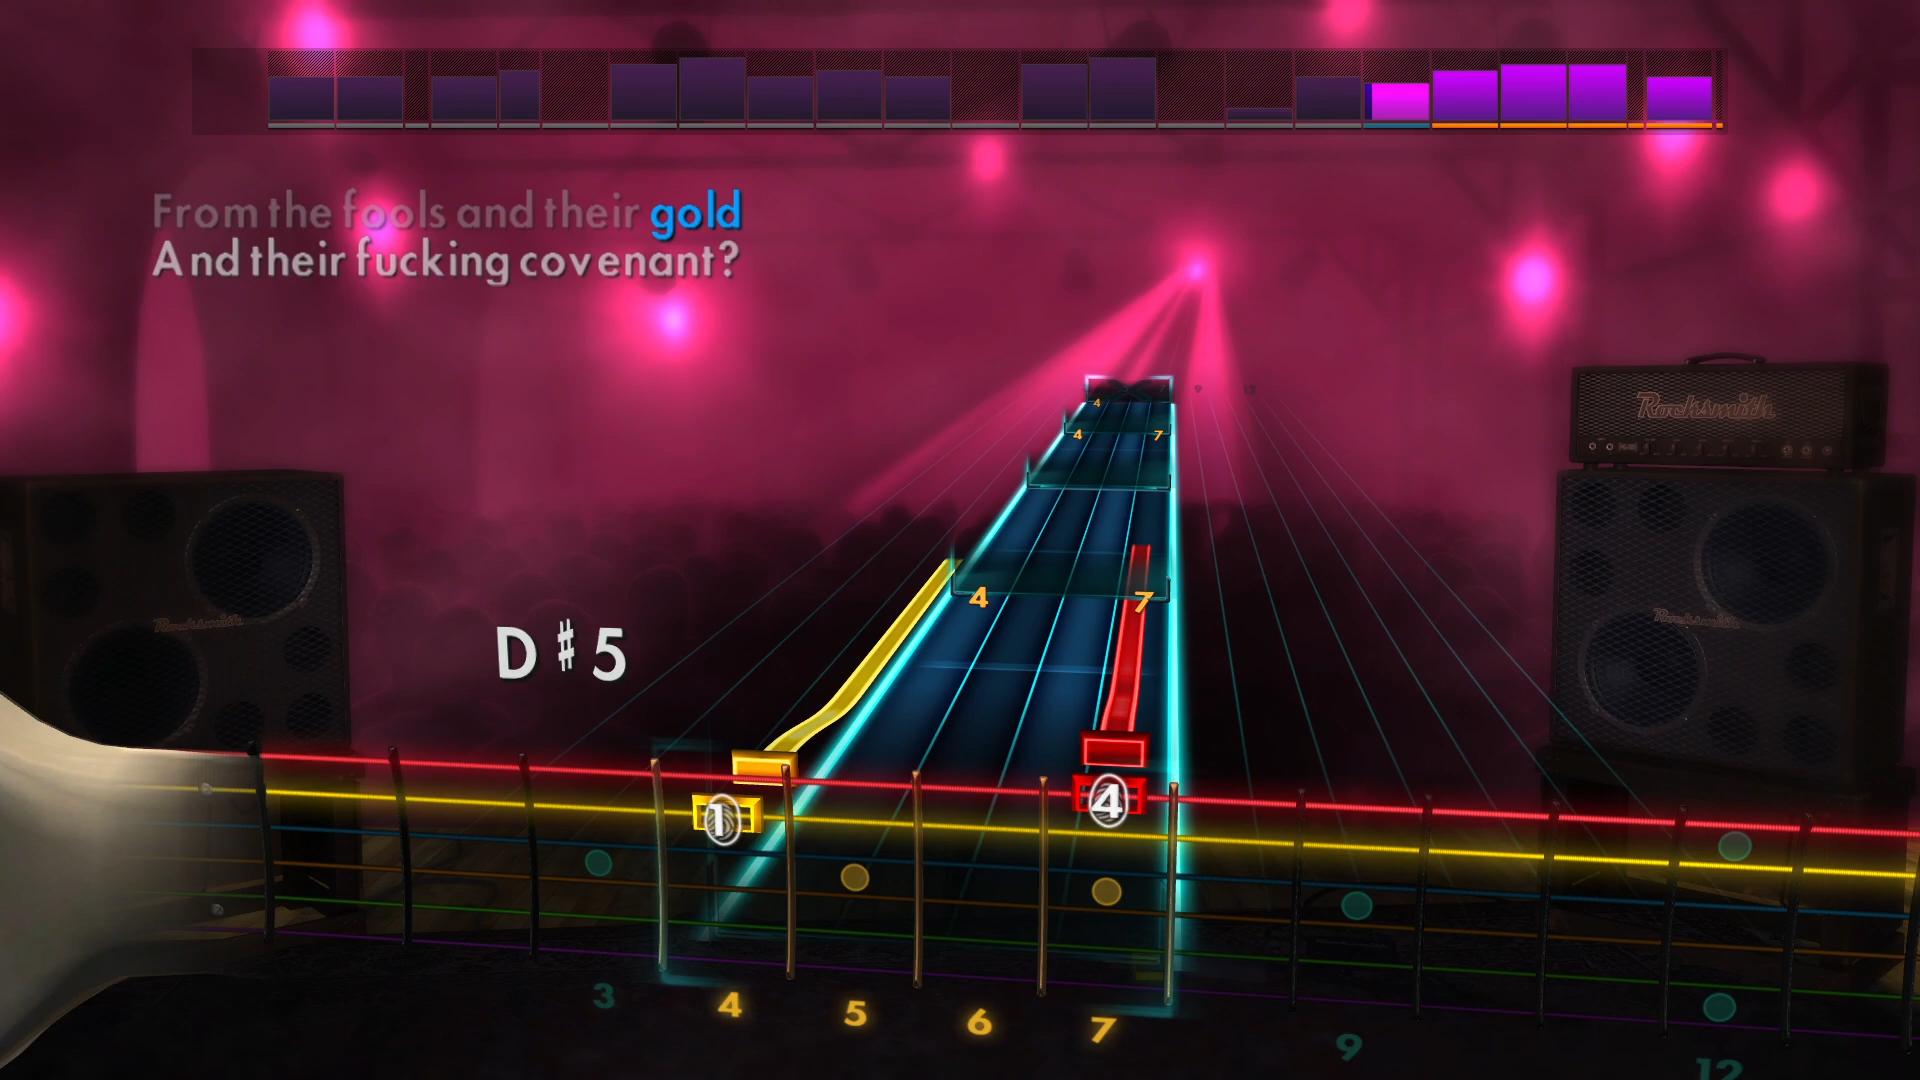 From the fools and their gold
And their fucking covenant?
Rocksmith
4
4 7
4 7
Rocksmith
Rocksmith
D♯5
1 4
3 4 5 6 7 9 12